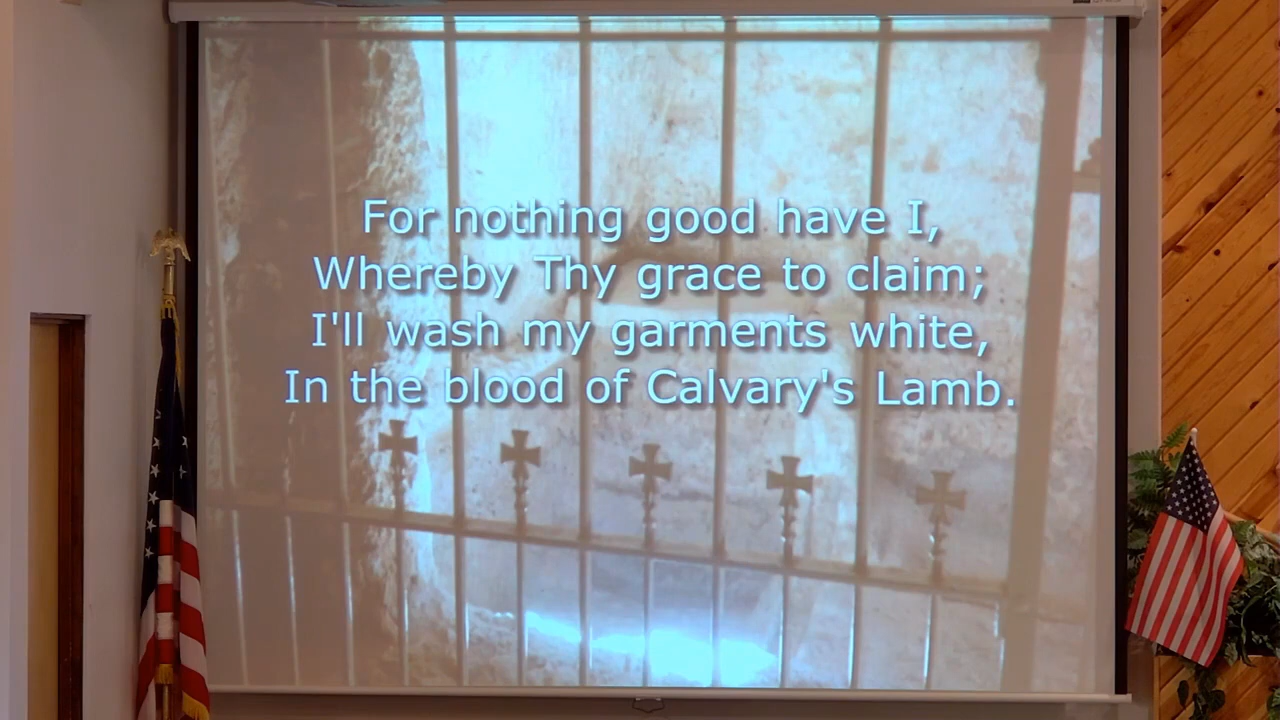 For nothing good have I,
Whereby Thy grace to claim;
I'll wash my garments white,
In the blood of Calvary's Lamb.